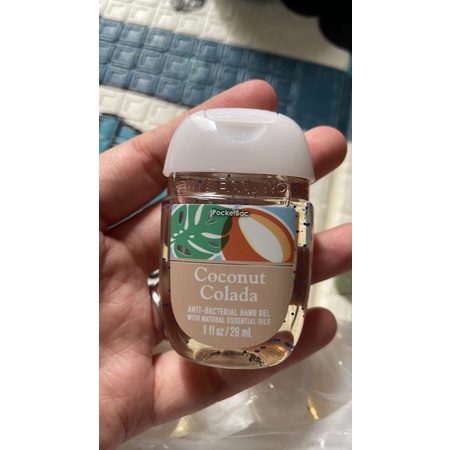 PocketBac
Coconut
Colada
ANTI-BACTERIAL HAND GEL
WITH NATURAL ESSENTIAL OILS
1 fl oz / 29 mL